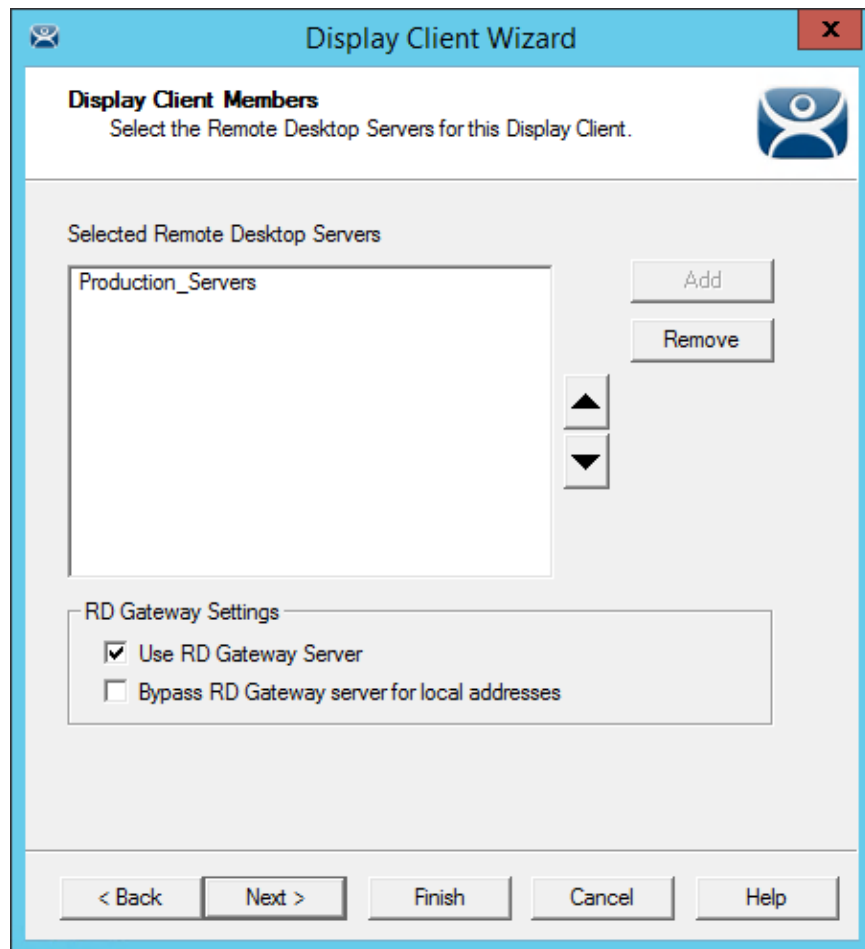 Display Client Wizard
x
Display Client Members
Select the Remote Desktop Servers for this Display Client.
Selected Remote Desktop Servers
Production_Servers
Add
Remove
RD Gateway Settings
Use RD Gateway Server
Bypass RD Gateway server for local addresses
< Back
Next >
Finish
Cancel
Help